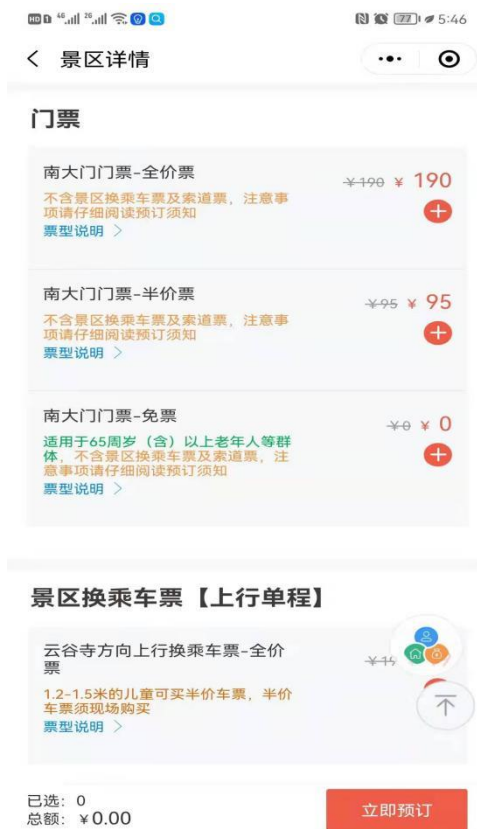 HD D 4G 26 77 5:46
景区详情
门票
南大门门票-全价票
¥190 ¥ 190
不含景区换乘车票及索道票，注意事
项请仔细阅读预订须知
票型说明 >
南大门门票-半价票
¥95 ¥ 95
不含景区换乘车票及索道票，注意事
项请仔细阅读预订须知
票型说明 >
南大门门票-免票
¥0 ¥ 0
适用于65周岁（含）以上老年人等群
体，不含景区换乘车票及索道票，注
意事项请仔细阅读预订须知
票型说明 >
景区换乘车票【上行单程】
云谷寺方向上行换乘车票-全价
票
1.2-1.5米的儿童可买半价车票，半价
车票须现场购买
票型说明 >
已选：0
总额：¥0.00
立即预订